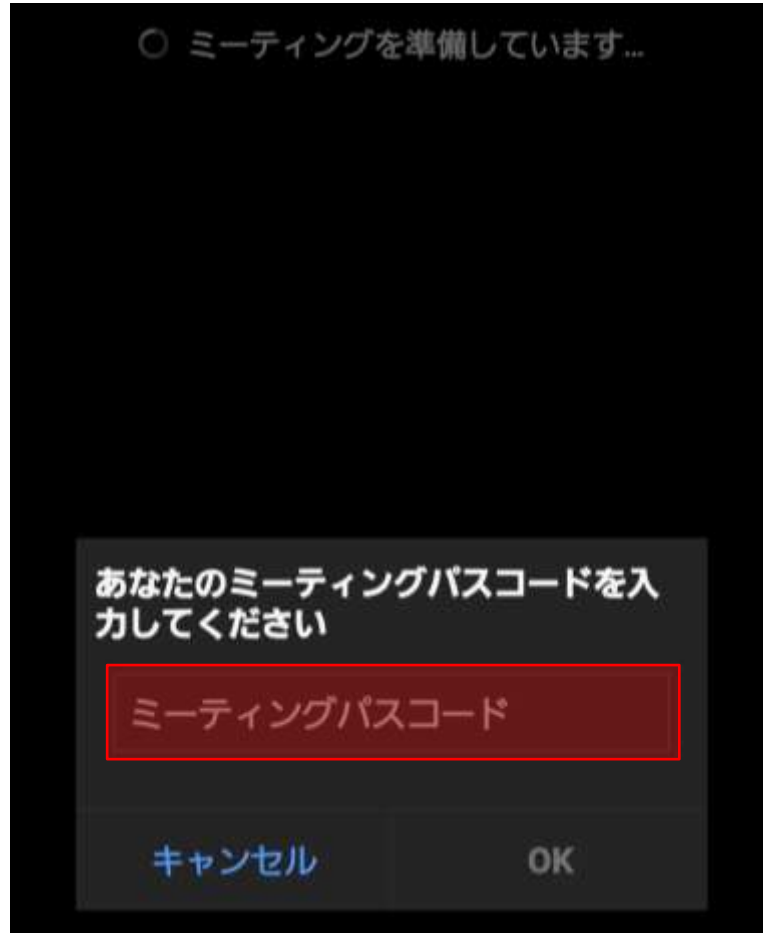 ミーティングを準備しています...
あなたのミーティングパスコードを入
力してください
ミーティングパスコード
キャンセル
OK